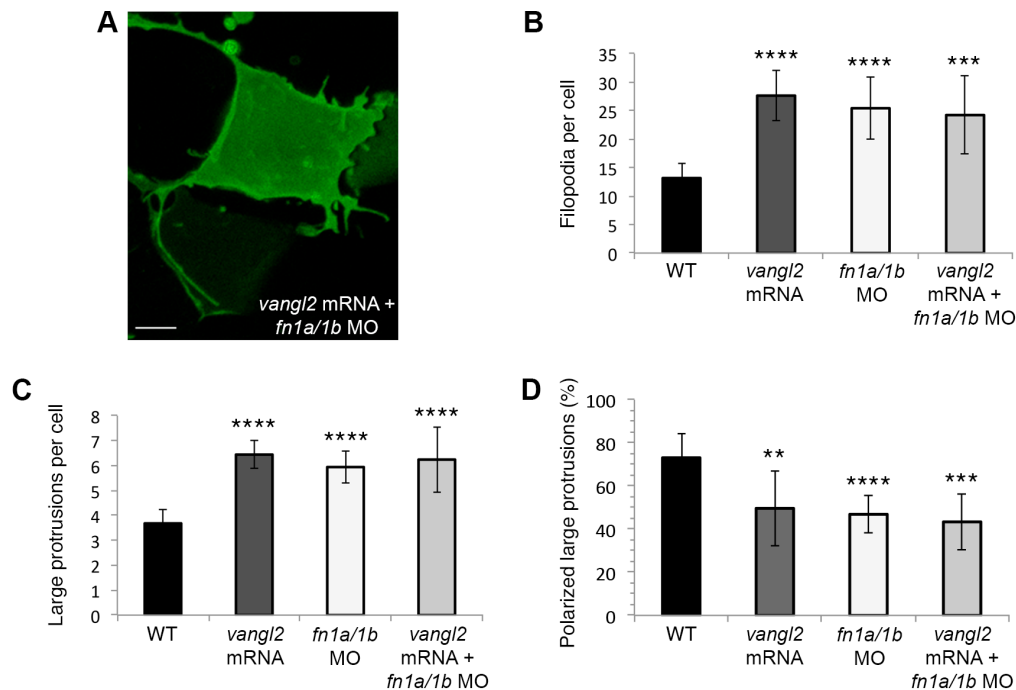 A
vangl2 mRNA +
fn1a/1b MO
B
Filopodia per cell
35
30
25
20
15
10
5
0
****
****
***
WT
vangl2
mRNA
fn1a/1b
MO
vangl2
mRNA +
fn1a/1b MO
C
Large protrusions per cell
8
7
6
5
4
3
2
1
0
****
****
****
WT
vangl2
mRNA
fn1a/1b
MO
vangl2
mRNA +
fn1a/1b MO
D
Polarized large protrusions (%)
100
80
60
40
20
0
**
****
***
WT
vangl2
mRNA
fn1a/1b
MO
vangl2
mRNA +
fn1a/1b MO